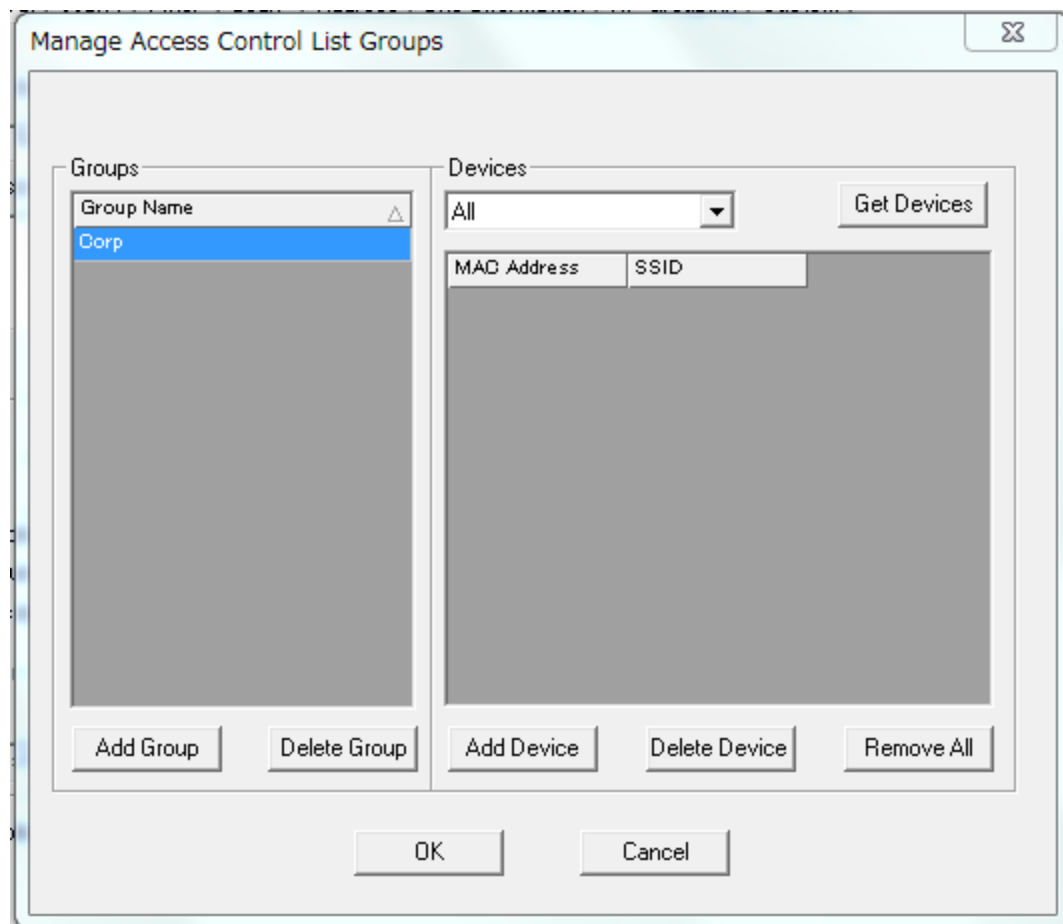 Manage Access Control List Groups
Groups
Group Name
Corp
Add Group
Delete Group
Devices
All
Get Devices
MAC Address SSID
Add Device
Delete Device
Remove All
OK
Cancel